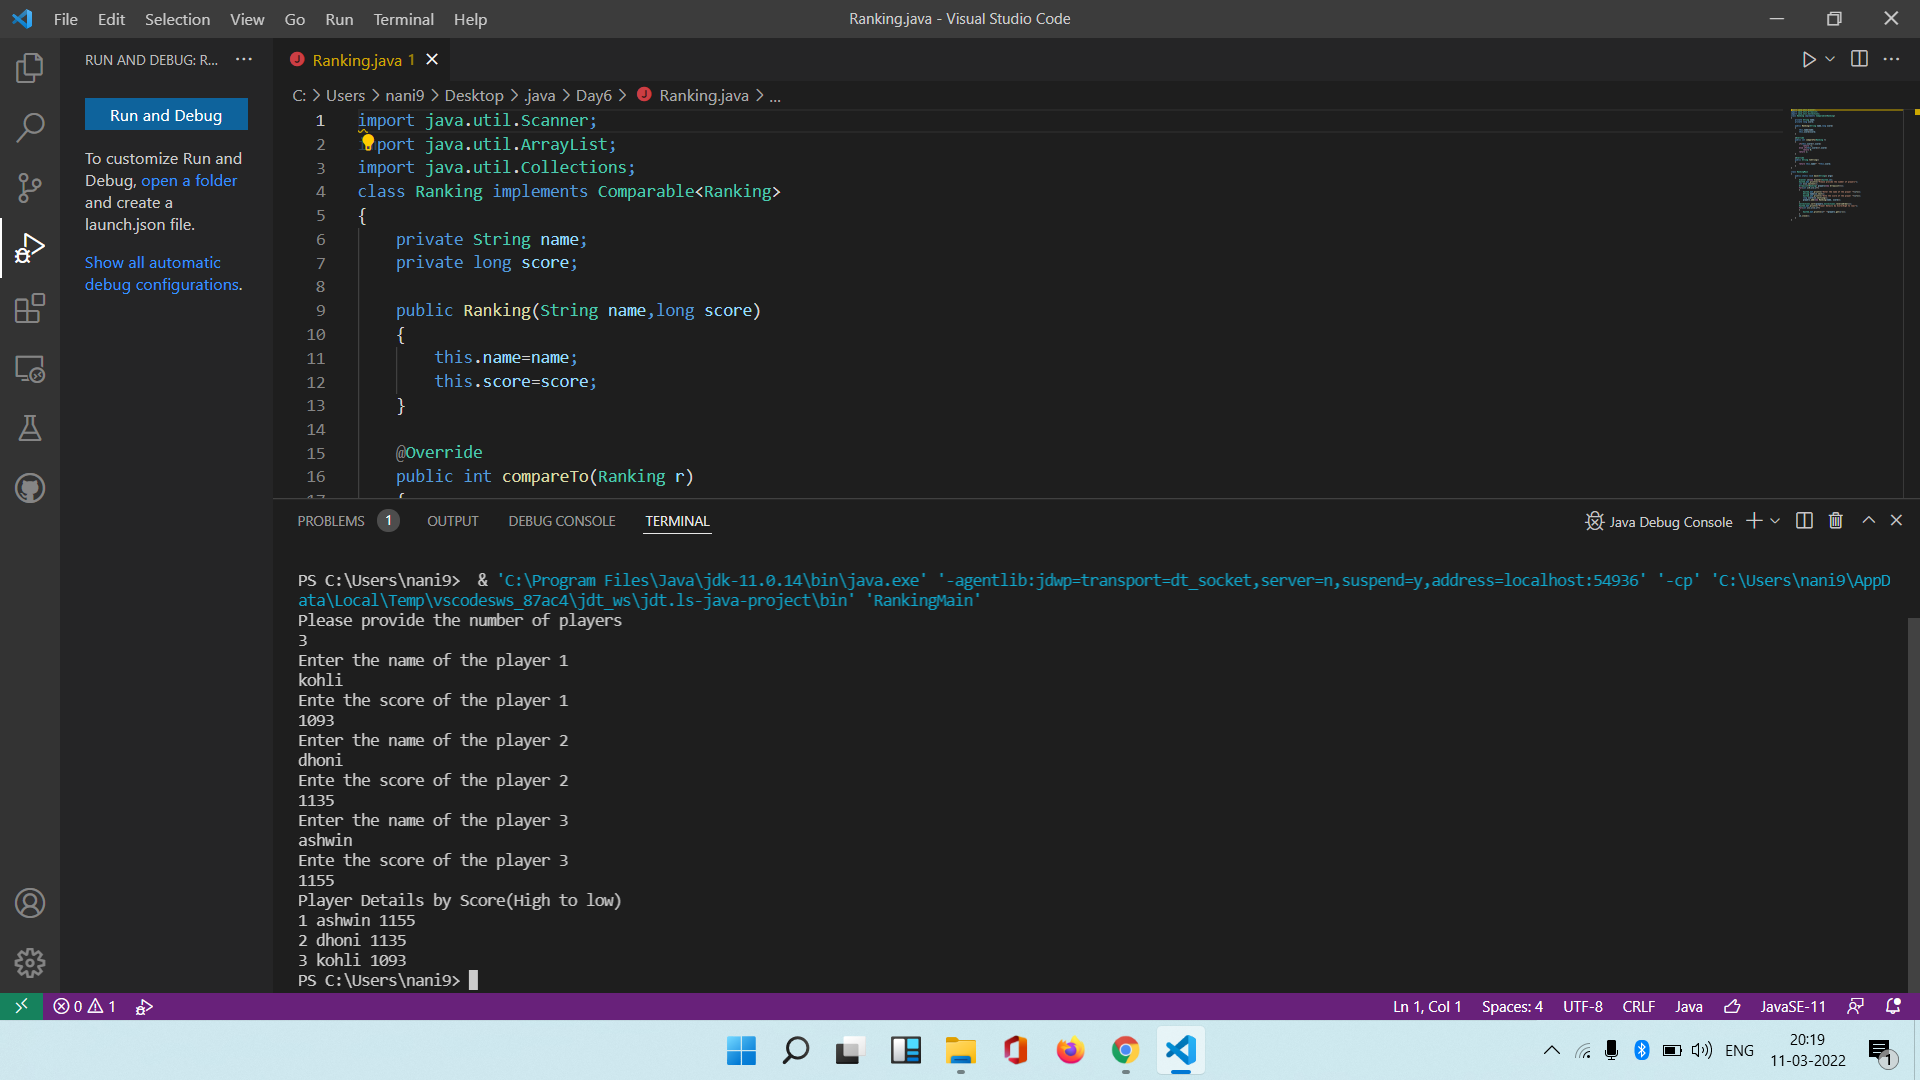 File Edit Selection View Go Run Terminal Help
Ranking.java - Visual Studio Code
RUN AND DEBUG: R...
Run and Debug
To customize Run and
Debug, open a folder
and create a
launch.json file.
Show all automatic
debug configurations.
Ranking.java 1
C: > Users > nani9 > Desktop > .java > Day6 > Ranking.java > ...
1 import java.util.Scanner;
2 import java.util.ArrayList;
3 import java.util.Collections;
4 class Ranking implements Comparable<Ranking>
5 {
6 private String name;
7 private long score;
8
9 public Ranking(String name,long score)
10 {
11 this.name=name;
12 this.score=score;
13 }
14
15 @Override
16 public int compareTo(Ranking r)
17 {
PROBLEMS 1 OUTPUT DEBUG CONSOLE TERMINAL
Java Debug Console
PS C:\Users\nani9>  & 'C:\Program Files\Java\jdk-11.0.14\bin\java.exe' '-agentlib:jdwp=transport=dt_socket,server=n,suspend=y,address=localhost:54936' '-cp' 'C:\Users\nani9\AppD
ata\Local\Temp\vscodesws_87ac4\jdt_ws\jdt.ls-java-project\bin' 'RankingMain'
Please provide the number of players
3
Enter the name of the player 1
kohli
Ente the score of the player 1
1093
Enter the name of the player 2
dhoni
Ente the score of the player 2
1135
Enter the name of the player 3
ashwin
Ente the score of the player 3
1155
Player Details by Score(High to low)
1 ashwin 1155
2 dhoni 1135
3 kohli 1093
PS C:\Users\nani9>
0 1
Ln 1, Col 1 Spaces: 4 UTF-8 CRLF Java JavaSE-11
ENG
20:19
11-03-2022
1